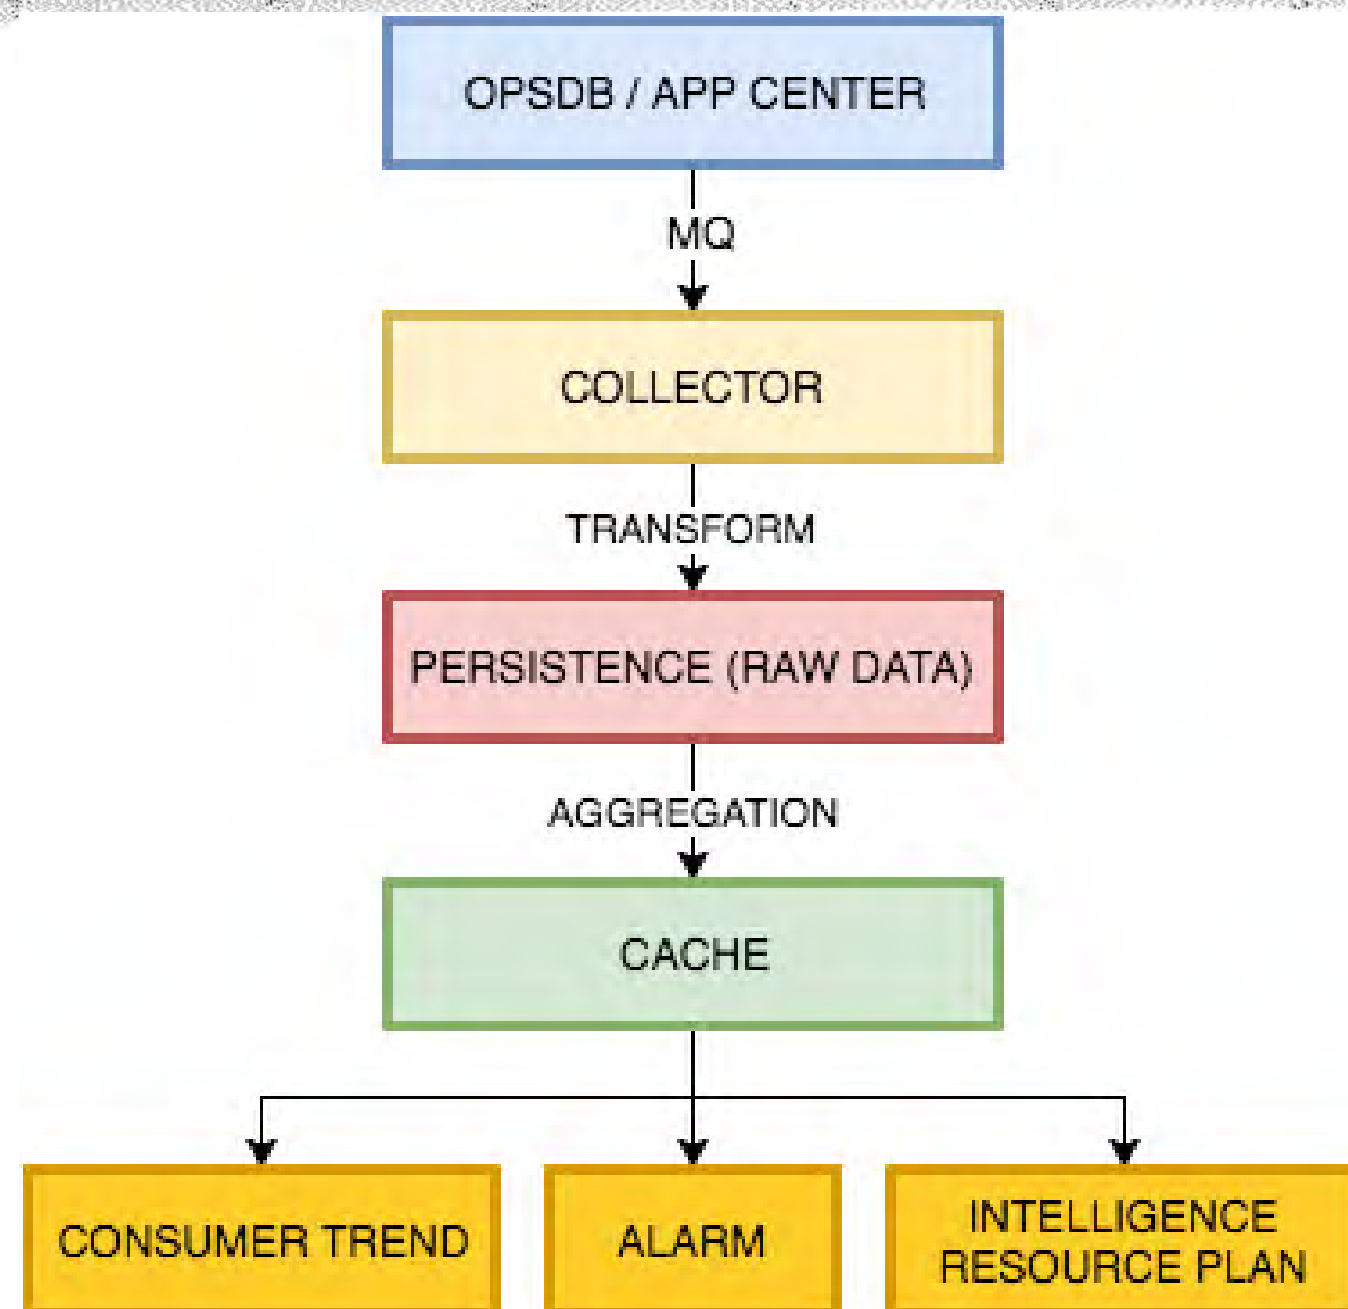 OPSDB / APP CENTER
MQ
COLLECTOR
TRANSFORM
PERSISTENCE (RAW DATA)
AGGREGATION
CACHE
CONSUMER TREND
ALARM
INTELLIGENCE
RESOURCE PLAN